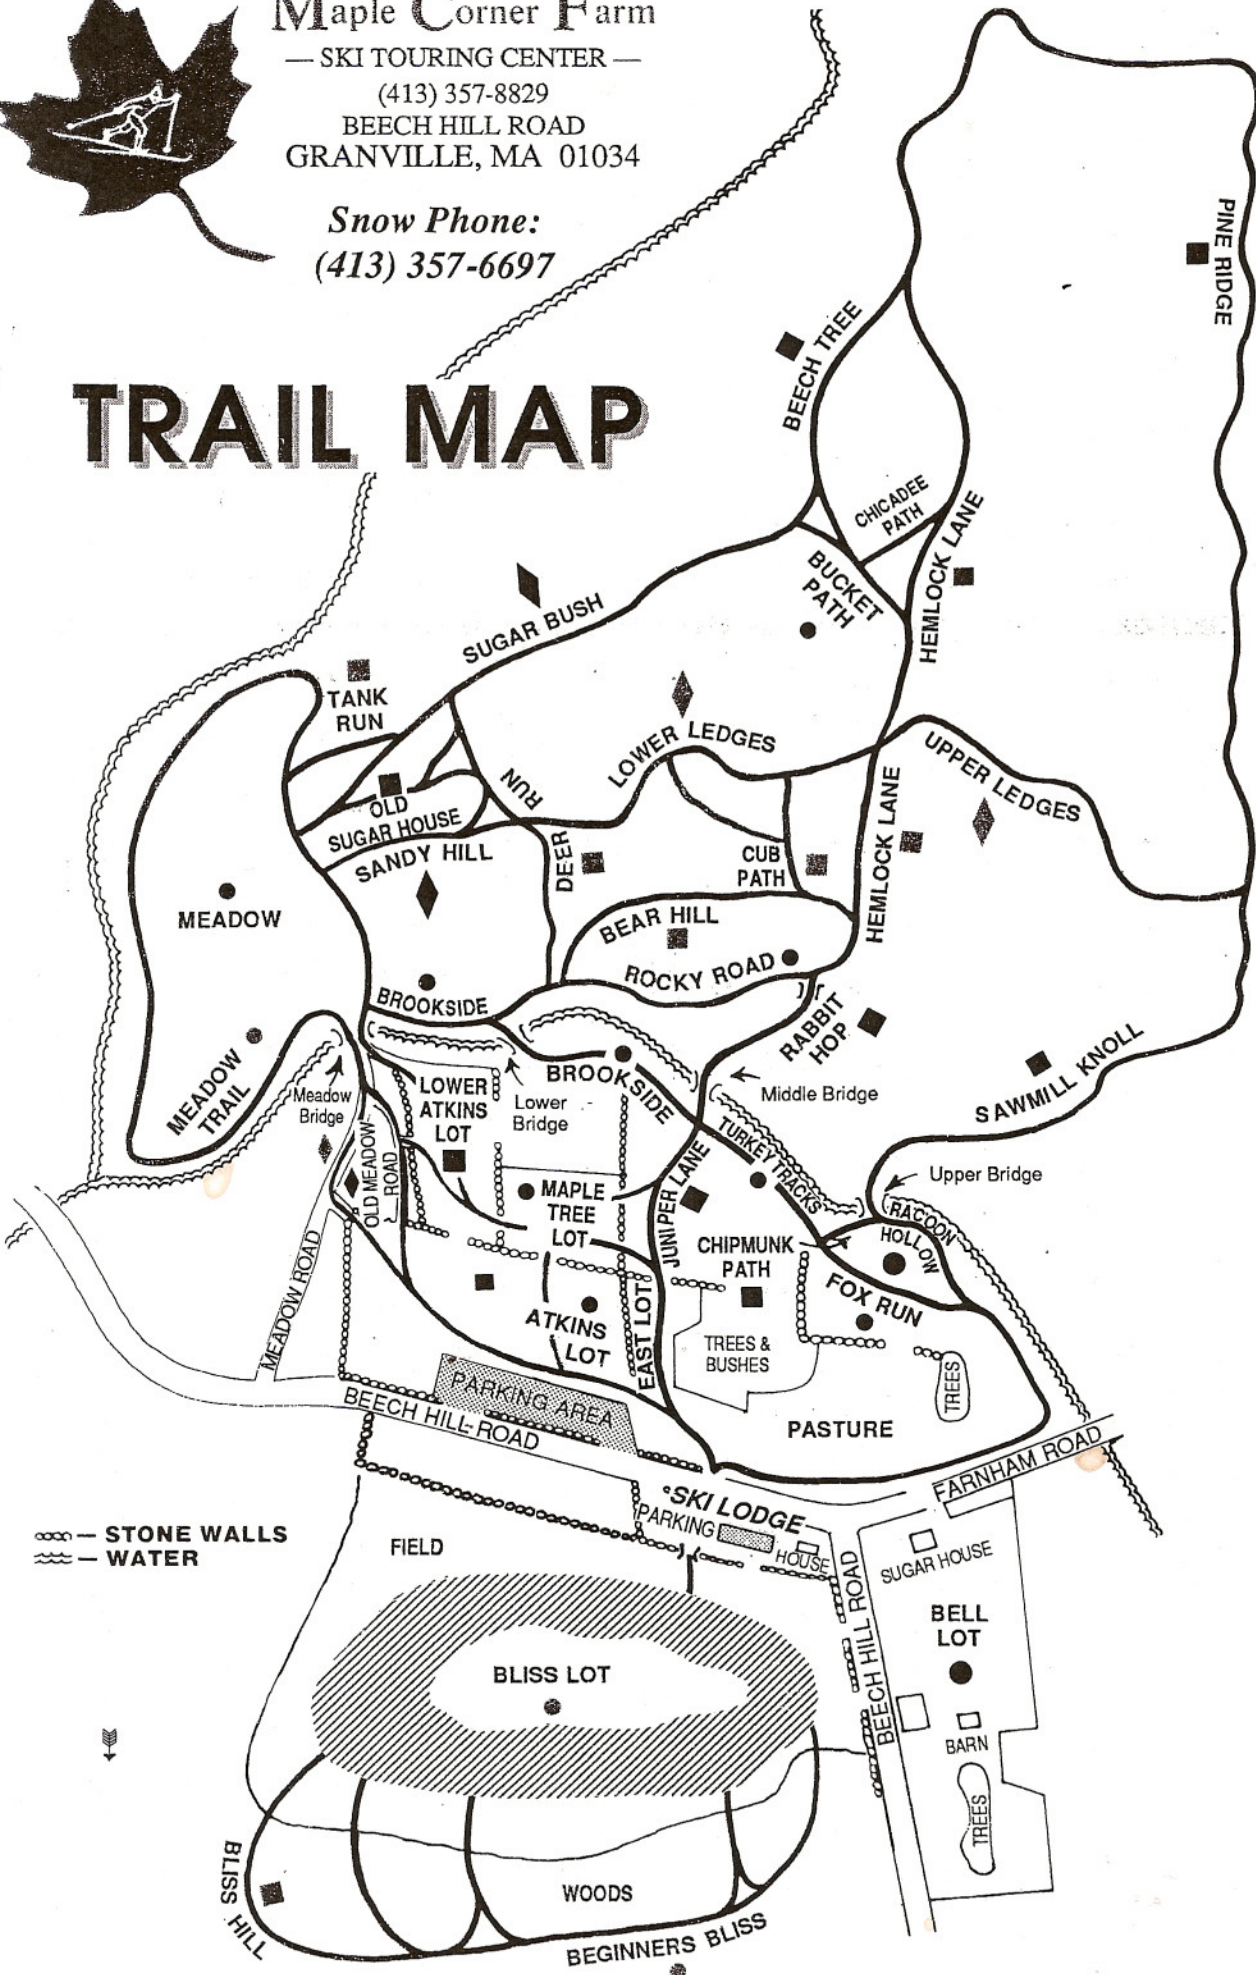 Maple Corner Farm
— SKI TOURING CENTER —
(413) 357-8829
BEECH HILL ROAD
GRANVILLE, MA 01034
Snow Phone:
(413) 357-6697
TRAIL MAP
PINE RIDGE
BEECH TREE
CHICADEE
PATH
HEMLOCK LANE
BUCKET
PATH
SUGAR BUSH
TANK
RUN
LOWER LEDGES
UPPER LEDGES
RUN
OLD
SUGAR HOUSE
SANDY HILL
DEER
CUB
PATH
HEMLOCK LANE
MEADOW
BEAR HILL
ROCKY ROAD
BROOKSIDE
RABBIT
HOP
SAWMILL KNOLL
MEADOW
TRAIL
Meadow
Bridge
LOWER
ATKINS
LOT
Lower
Bridge
BROOKSIDE
Middle Bridge
TURKEY TRACKS
Upper Bridge
OLD MEADOW
ROAD
MAPLE
TREE
LOT
JUNIPER LANE
RACOON
HOLLOW
CHIPMUNK
PATH
FOX RUN
MEADOW ROAD
ATKINS
LOT
EAST LOT
TREES &
BUSHES
TREES
PARKING AREA
PASTURE
BEECH HILL ROAD
FARNHAM ROAD
SKI LODGE
PARKING
HOUSE
— STONE WALLS
— WATER
FIELD
SUGAR HOUSE
BEECH HILL ROAD
BELL
LOT
BLISS LOT
BARN
TREES
BLISS HILL
WOODS
BEGINNERS BLISS